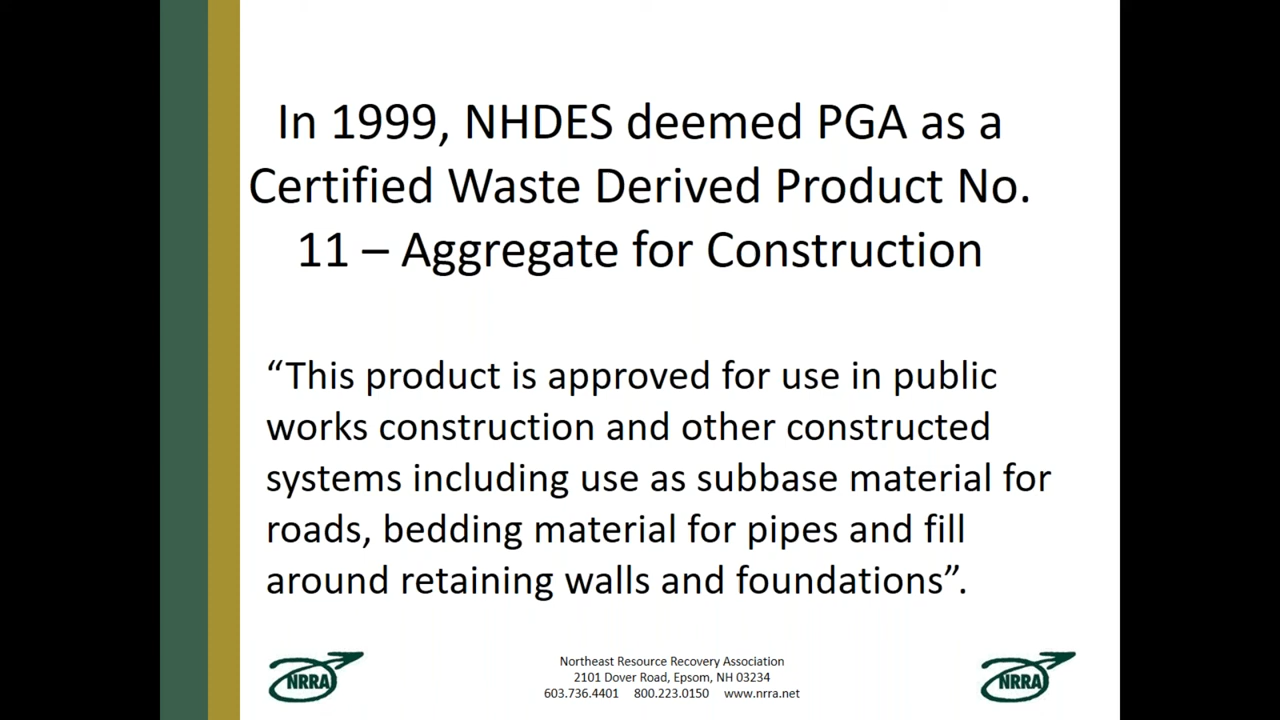 In 1999, NHDES deemed PGA as a
Certified Waste Derived Product No.
11 – Aggregate for Construction
“This product is approved for use in public
works construction and other constructed
systems including use as subbase material for
roads, bedding material for pipes and fill
around retaining walls and foundations”.
NRRA
Northeast Resource Recovery Association
2101 Dover Road, Epsom, NH 03234
603.736.4401 800.223.0150 www.nrra.net
NRRA